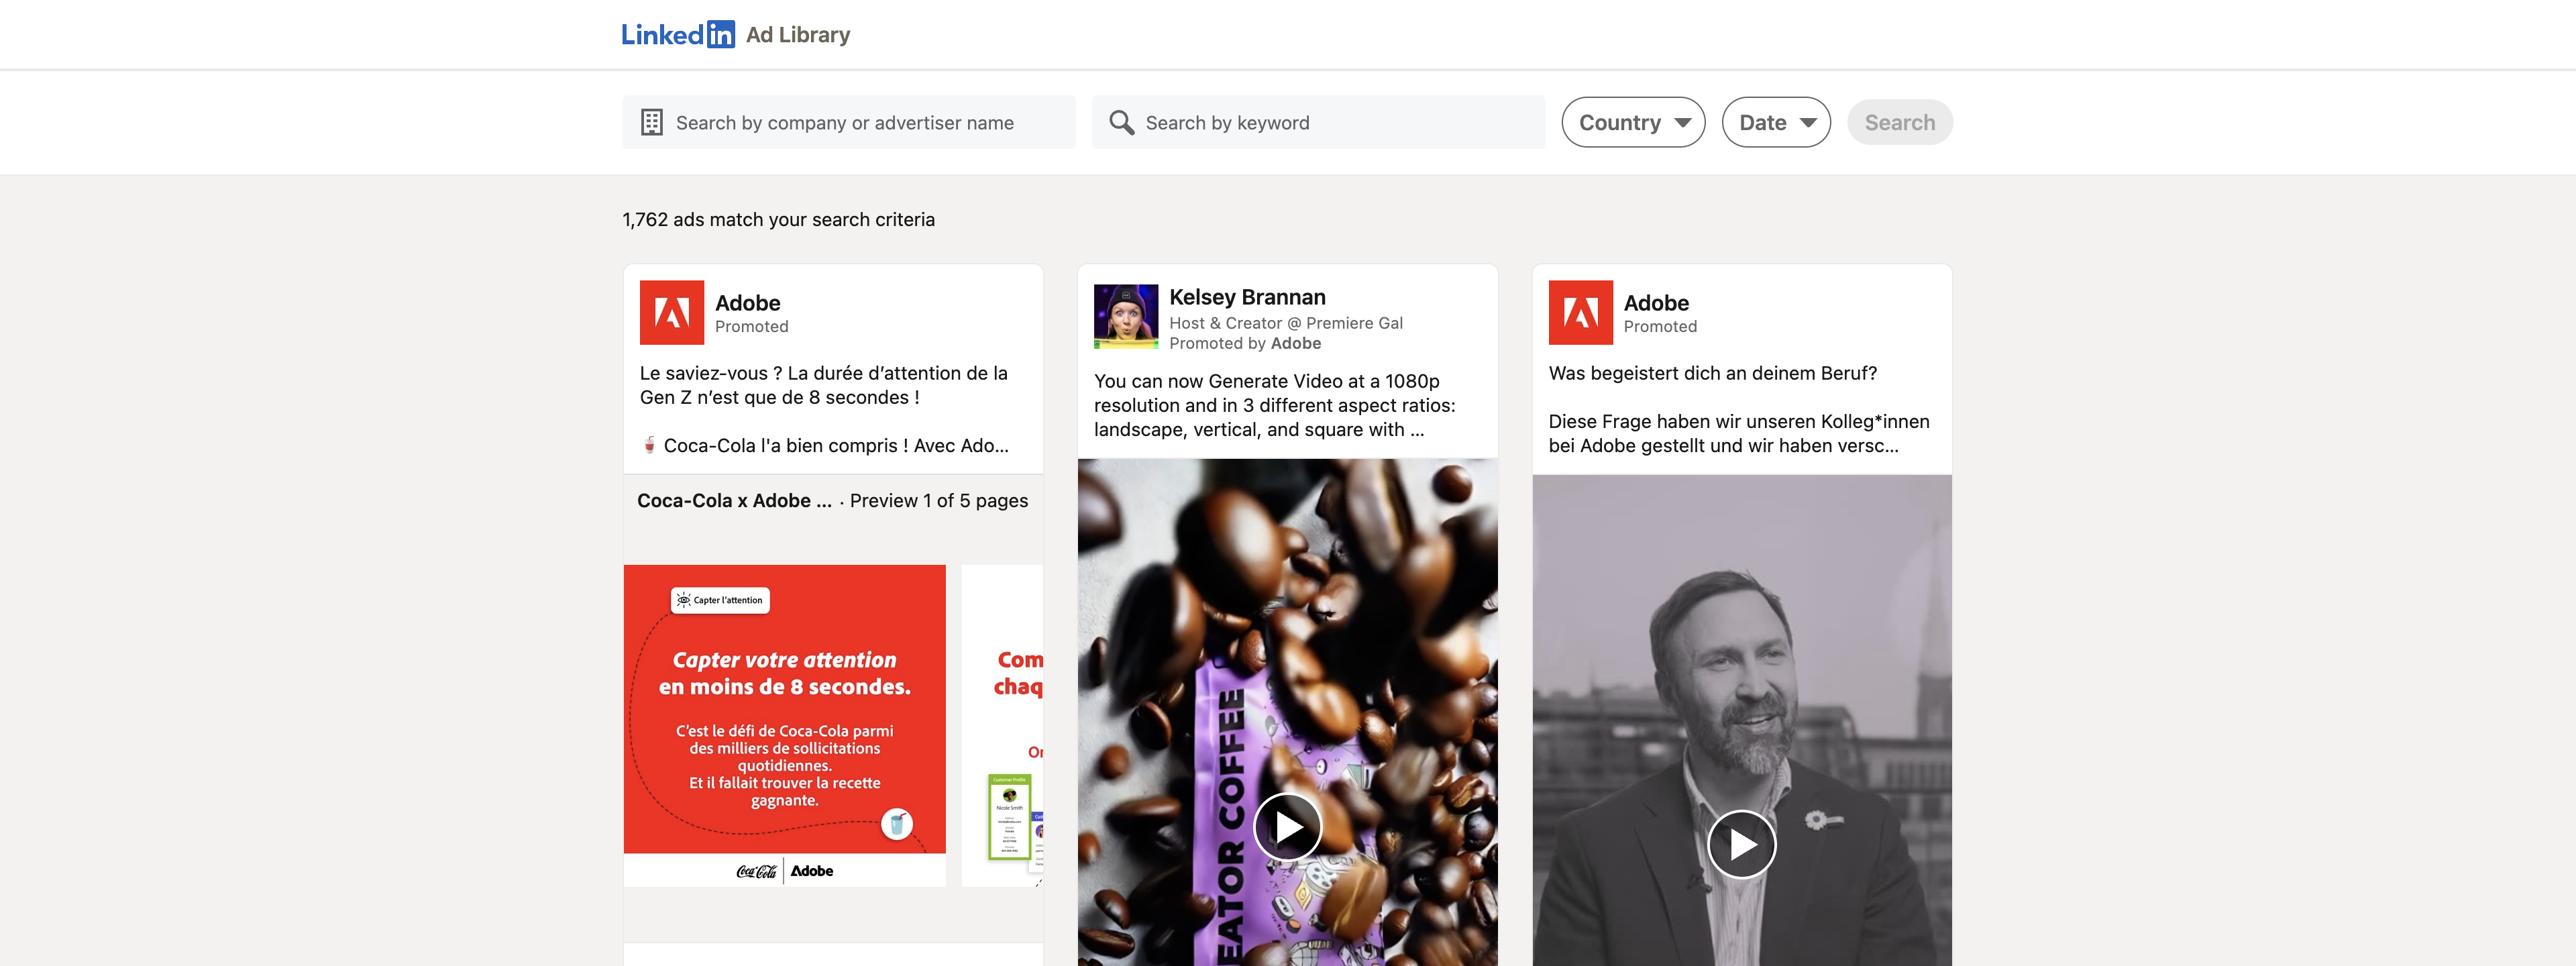 LinkedIn Ad Library
Search by company or advertiser name
Search by keyword
Country
Date
Search
1,762 ads match your search criteria
Adobe
Promoted
Le saviez-vous ? La durée d’attention de la
Gen Z n’est que de 8 secondes !
🥤 Coca-Cola l'a bien compris ! Avec Ado...
Coca-Cola x Adobe ... · Preview 1 of 5 pages
Capter l'attention
Capter votre attention
en moins de 8 secondes.
C'est le défi de Coca-Cola parmi
des milliers de sollicitations
quotidiennes.
Et il fallait trouver la recette
gagnante.
Coca-Cola | Adobe
Com
chaq
Customer Profile
Nicole Smith
Kelsey Brannan
Host & Creator @ Premiere Gal
Promoted by Adobe
You can now Generate Video at a 1080p
resolution and in 3 different aspect ratios:
landscape, vertical, and square with ...
EATOR COFFEE
Adobe
Promoted
Was begeistert dich an deinem Beruf?
Diese Frage haben wir unseren Kolleg*innen
bei Adobe gestellt und wir haben versc...